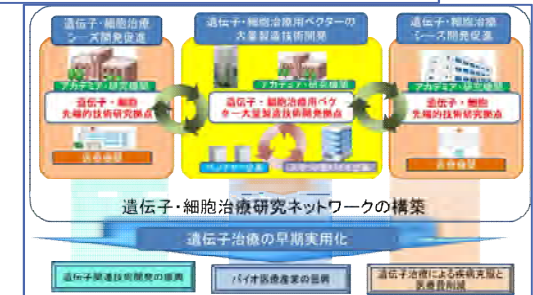 遺伝子・細胞治療
シーズ開発促進
遺伝子・細胞治療用ベクターの
大量製造技術開発
遺伝子・細胞治療
シーズ開発促進
アカデミア・研究機関
アカデミア・研究機関
アカデミア・研究機関
遺伝子・細胞
先端的技術研究拠点
遺伝子・細胞治療用ベクタ
ー大量製造技術開発拠点
遺伝子・細胞
先端的技術研究拠点
医療機関
ベンチャー企業
医療機関
遺伝子・細胞治療研究ネットワークの構築
遺伝子治療の早期実用化
遺伝子関連技術開発の振興
バイオ医療産業の振興
遺伝子治療による疾病克服と
医療費削減